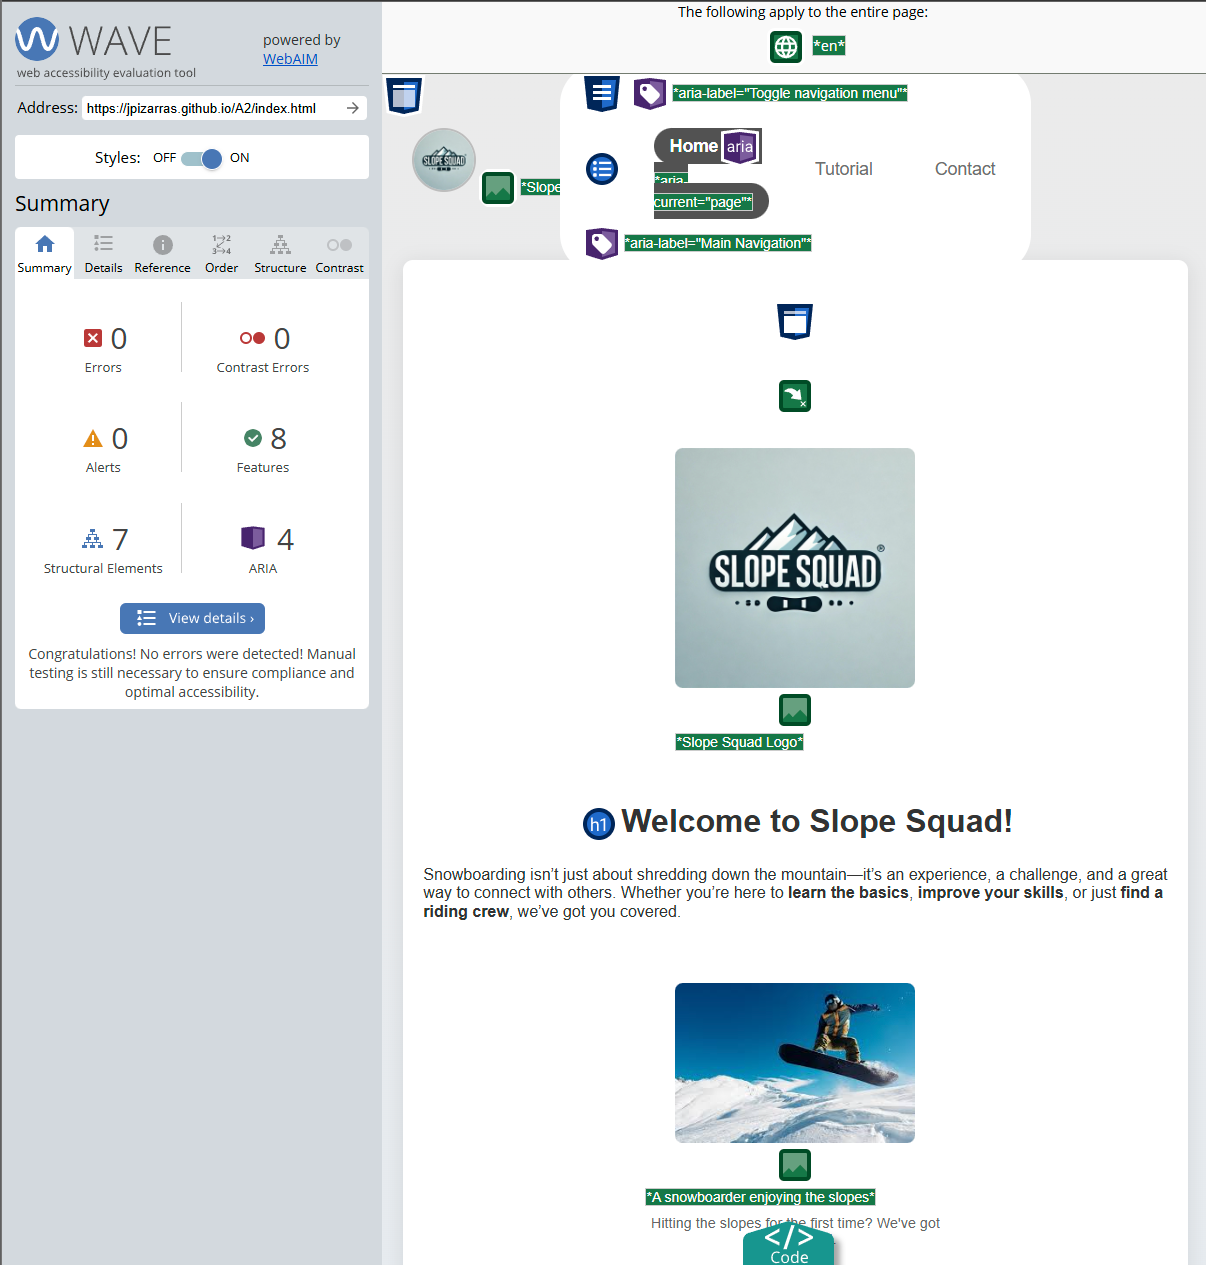 WAVE
web accessibility evaluation tool
powered by
WebAIM
Address: https://jpizarras.github.io/A2/index.html
Styles: OFF ON
Summary
Summary Details Reference Order Structure Contrast
0 Errors
0 Contrast Errors
0 Alerts
8 Features
7 Structural Elements
4 ARIA
View details ›
Congratulations! No errors were detected! Manual
testing is still necessary to ensure compliance and
optimal accessibility.
The following apply to the entire page:
*en*
*aria-label="Toggle navigation menu"*
SLOPE SQUAD
*Slope
Home aria
*aria-
current="page"*
Tutorial
Contact
*aria-label="Main Navigation"*
SLOPE SQUAD®
*Slope Squad Logo*
h1 Welcome to Slope Squad!
Snowboarding isn’t just about shredding down the mountain—it’s an experience, a challenge, and a great
way to connect with others. Whether you’re here to learn the basics, improve your skills, or just find a
riding crew, we’ve got you covered.
*A snowboarder enjoying the slopes*
Hitting the slopes for the first time? We've got
</>
Code